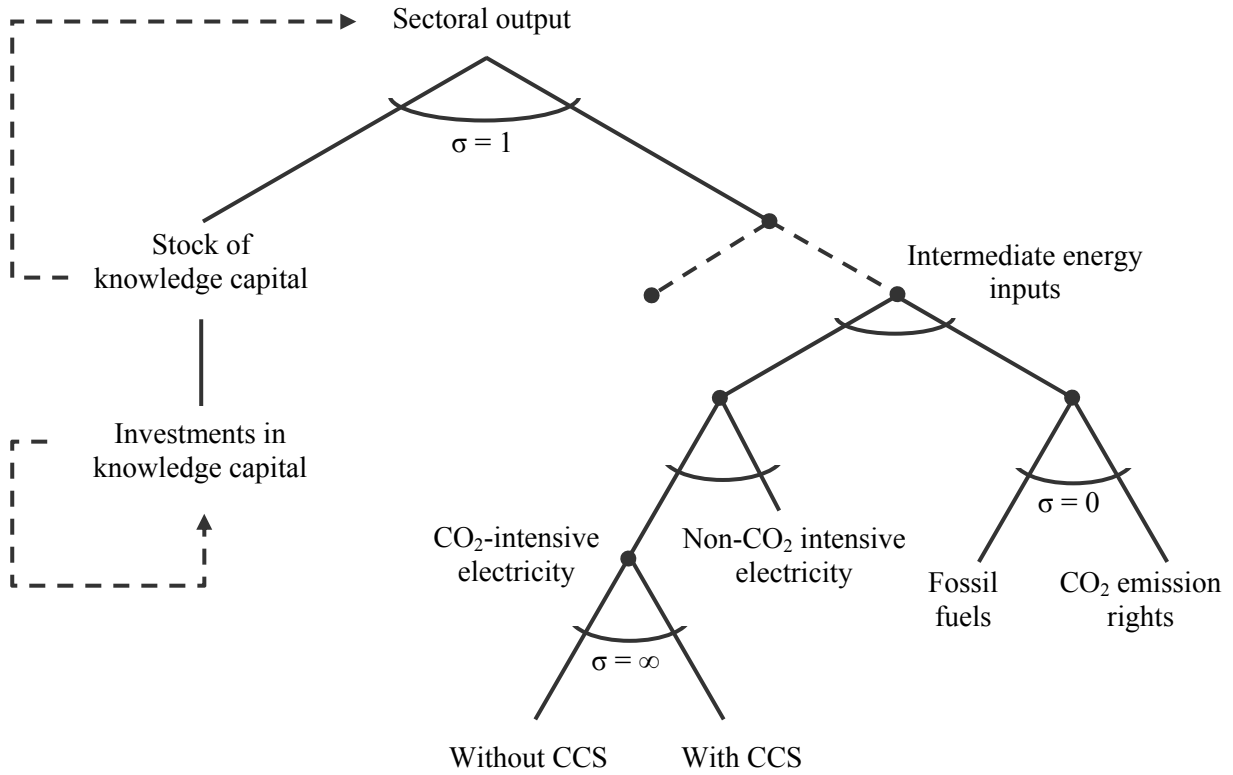 Sectoral output
σ = 1
Stock of
knowledge capital
Intermediate energy
inputs
Investments in
knowledge capital
CO₂-intensive
electricity
Non-CO₂ intensive
electricity
σ = 0
Fossil
fuels
CO₂ emission
rights
σ = ∞
Without CCS
With CCS